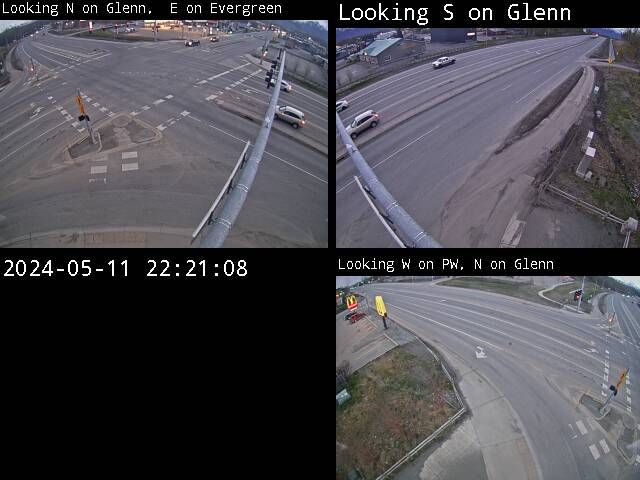 Looking N on Glenn, E on Evergreen
Looking S on Glenn
2024-05-11 22:21:08
Looking W on PW, N on Glenn